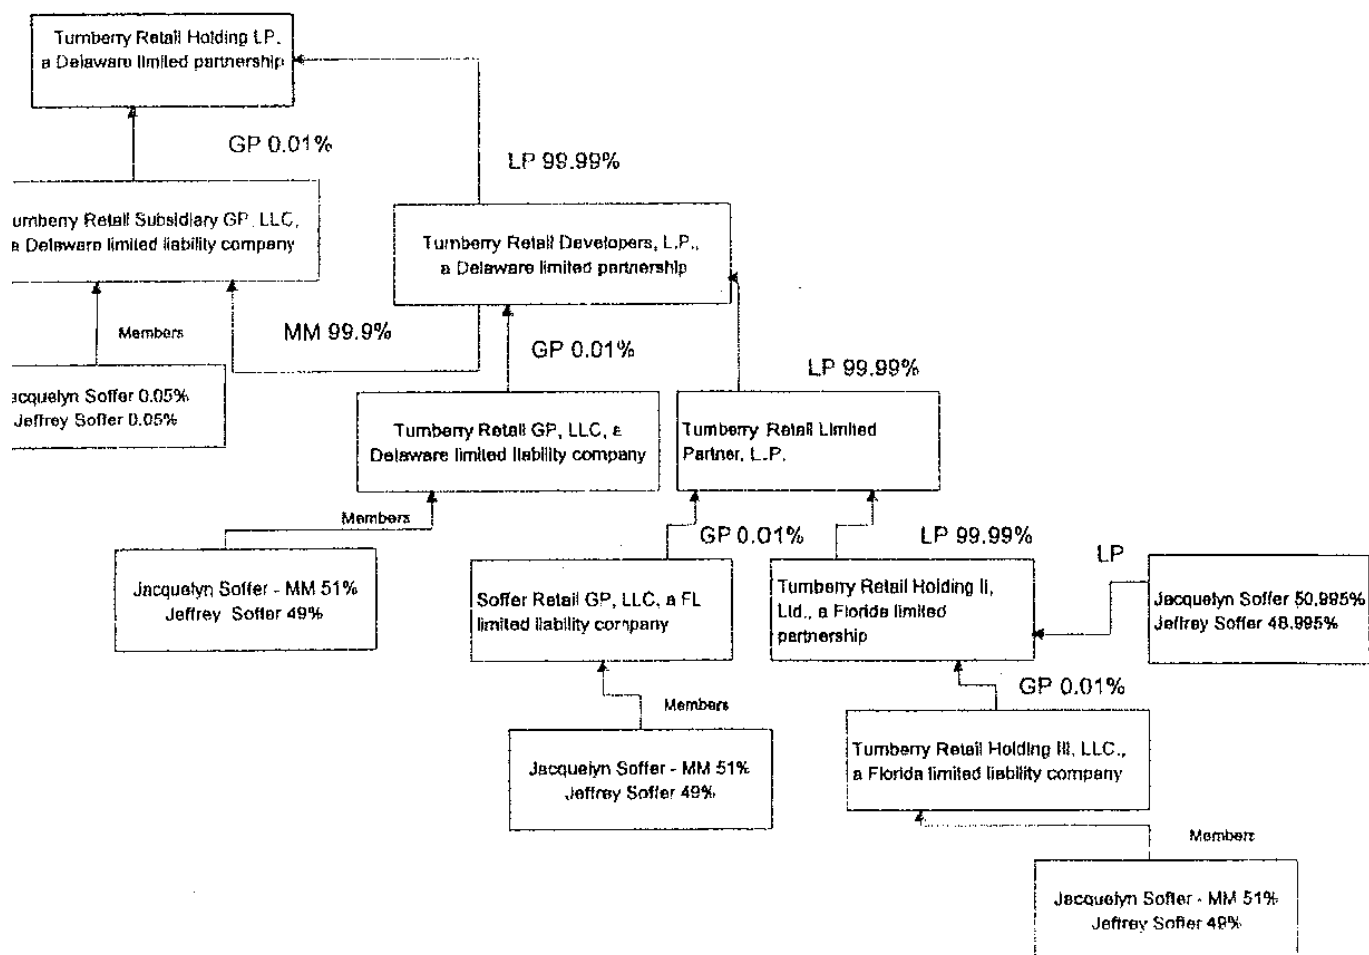 Turnberry Retail Holding LP,
a Delaware limited partnership
GP 0.01%
LP 99.99%
urnberry Retail Subsidiary GP, LLC,
a Delaware limited liability company
Turnberry Retail Developers, L.P.,
a Delaware limited partnership
Members
MM 99.9%
GP 0.01%
LP 99.99%
acquelyn Soffer 0.05%
Jeffrey Soffer 0.05%
Turnberry Retail GP, LLC, a
Delaware limited liability company
Turnberry Retail Limited
Partner, L.P.
Members
GP 0.01%
LP 99.99%
LP
Jacquelyn Soffer - MM 51%
Jeffrey Soffer 49%
Soffer Retail GP, LLC, a FL
limited liability company
Turnberry Retail Holding II,
Ltd., a Florida limited
partnership
Jacquelyn Soffer 50.995%
Jeffrey Soffer 48.995%
Members
GP 0.01%
Jacquelyn Soffer - MM 51%
Jeffrey Soffer 49%
Turnberry Retail Holding III, LLC.,
a Florida limited liability company
Members
Jacquelyn Soffer - MM 51%
Jeffrey Soffer 49%